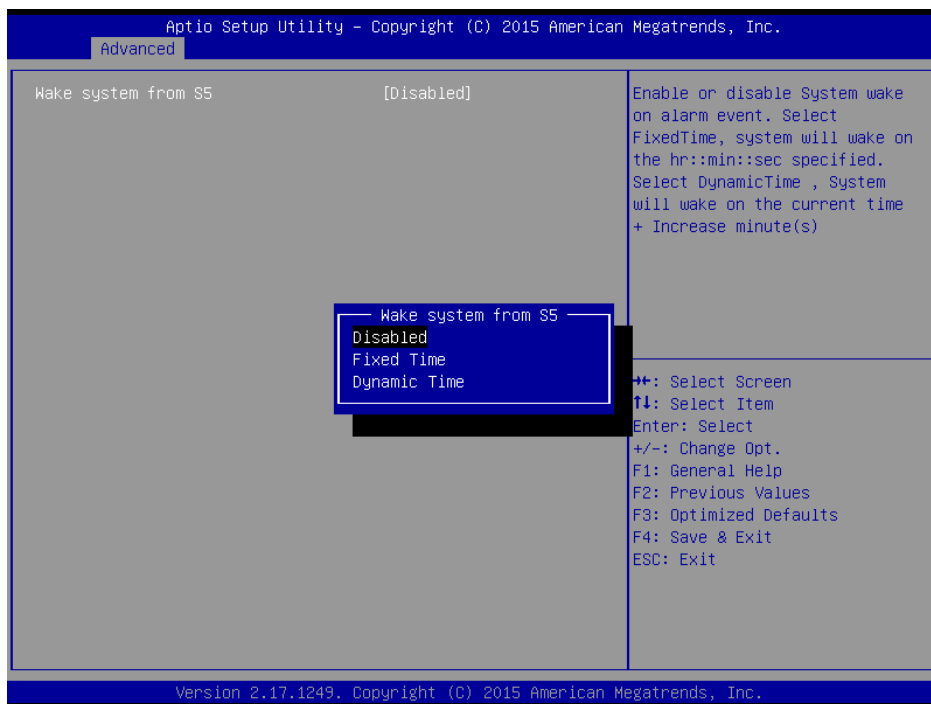 Aptio Setup Utility – Copyright (C) 2015 American Megatrends, Inc.
Advanced
Wake system from S5 [Disabled]
Enable or disable System wake
on alarm event. Select
FixedTime, system will wake on
the hr::min::sec specified.
Select DynamicTime , System
will wake on the current time
+ Increase minute(s)
Wake system from S5
Disabled
Fixed Time
Dynamic Time
→←: Select Screen
↑↓: Select Item
Enter: Select
+/-: Change Opt.
F1: General Help
F2: Previous Values
F3: Optimized Defaults
F4: Save & Exit
ESC: Exit
Version 2.17.1249. Copyright (C) 2015 American Megatrends, Inc.